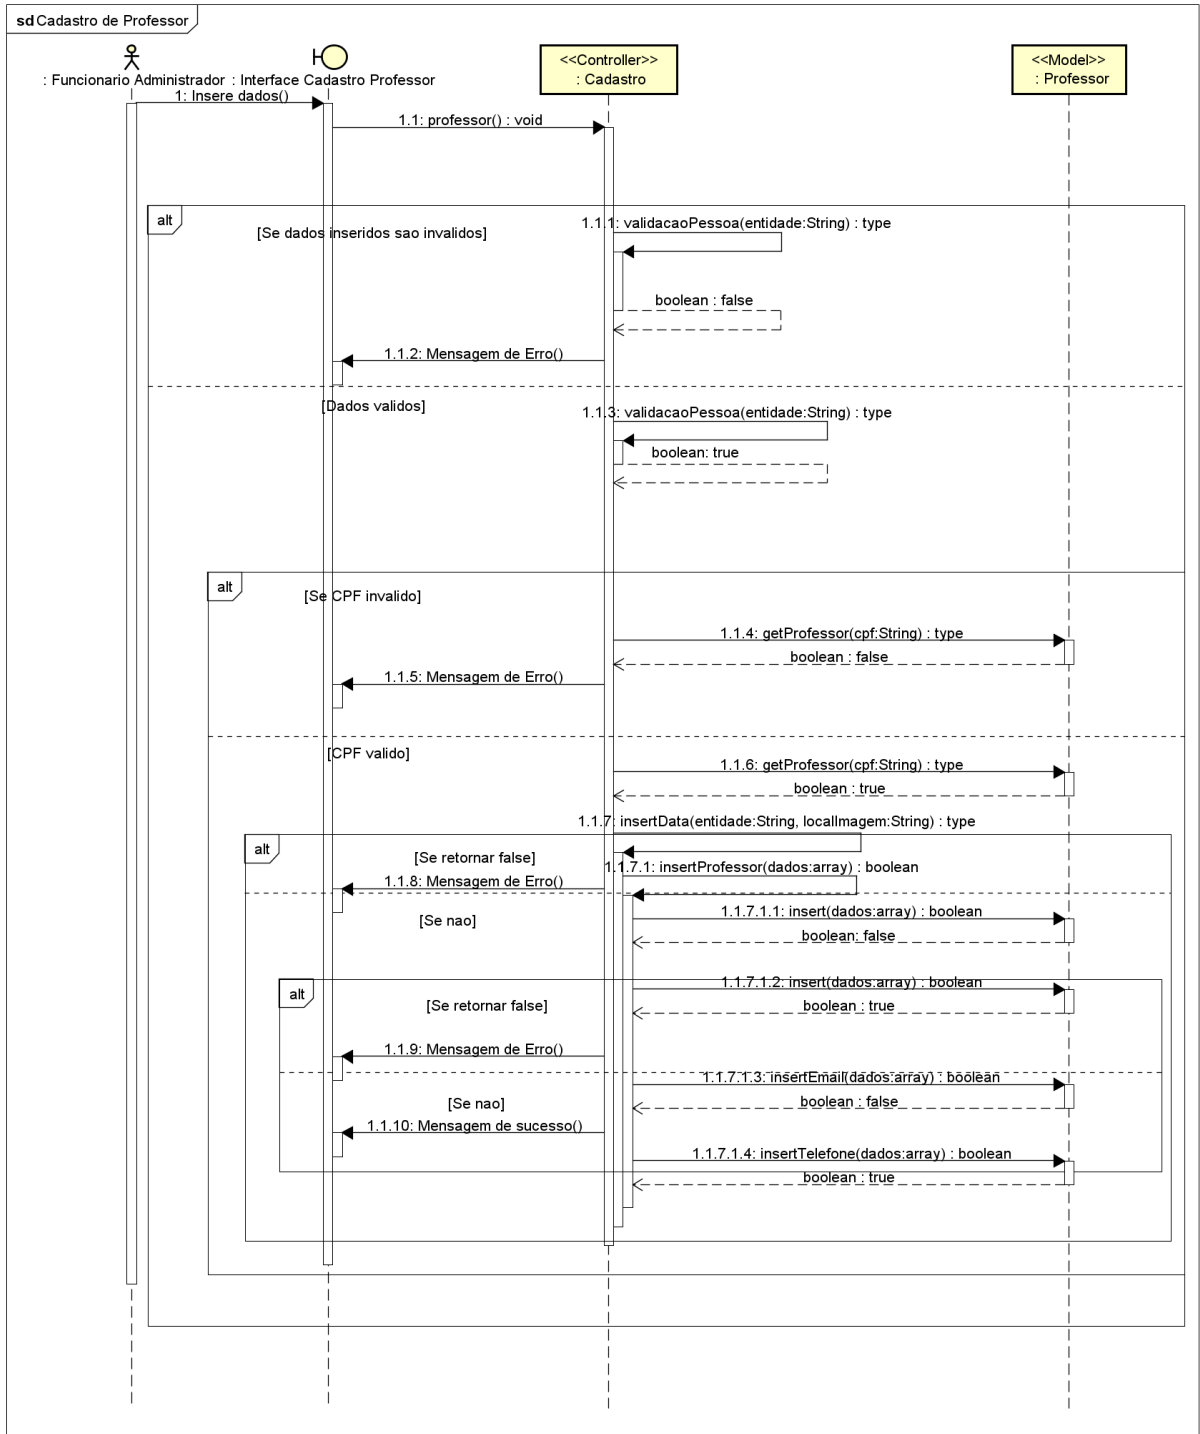 sd Cadastro de Professor
: Funcionario Administrador
: Interface Cadastro Professor
<<Controller>>
: Cadastro
<<Model>>
: Professor
1: Insere dados()
1.1: professor() : void
alt
[Se dados inseridos sao invalidos]
1.1.1: validacaoPessoa(entidade:String) : type
boolean : false
1.1.2: Mensagem de Erro()
[Dados validos]
1.1.3: validacaoPessoa(entidade:String) : type
boolean: true
alt
[Se CPF invalido]
1.1.4: getProfessor(cpf:String) : type
boolean : false
1.1.5: Mensagem de Erro()
[CPF valido]
1.1.6: getProfessor(cpf:String) : type
boolean : true
1.1.7: insertData(entidade:String, localImagem:String) : type
alt
[Se retornar false]
1.1.7.1: insertProfessor(dados:array) : boolean
1.1.8: Mensagem de Erro()
[Se nao]
1.1.7.1.1: insert(dados:array) : boolean
boolean: false
alt
1.1.7.1.2: insert(dados:array) : boolean
[Se retornar false]
boolean : true
1.1.9: Mensagem de Erro()
1.1.7.1.3: insertEmail(dados:array) : boolean
[Se nao]
boolean : false
1.1.10: Mensagem de sucesso()
1.1.7.1.4: insertTelefone(dados:array) : boolean
boolean : true